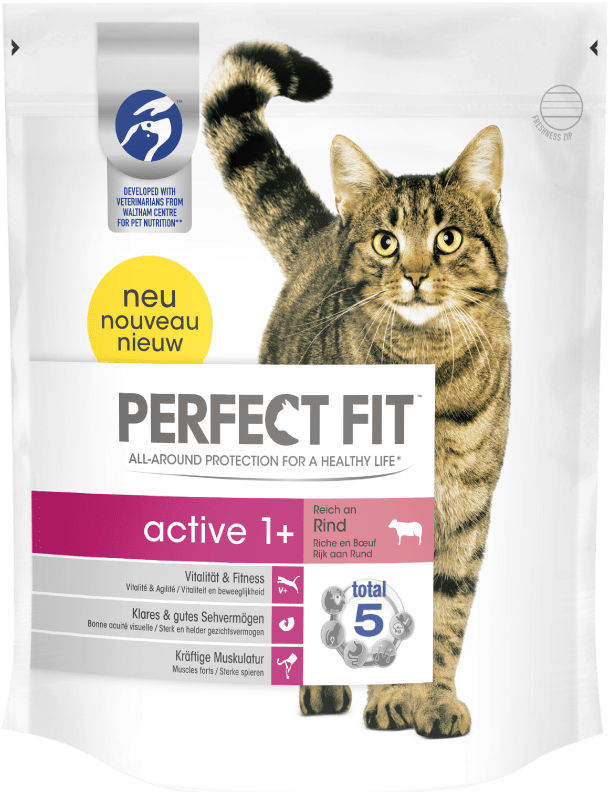 DEVELOPED WITH
VETERINARIANS FROM
WALTHAM CENTRE
FOR PET NUTRITION**
FRESHNESS ZIP
neu
nouveau
nieuw
PERFECT FIT™
ALL-AROUND PROTECTION FOR A HEALTHY LIFE*
active 1+
Reich an
Rind
Riche en Bœuf
Rijk aan Rund
Vitalität & Fitness
Vitalité & Agilité / Vitaliteit en beweeglijkheid
V+
Klares & gutes Sehvermögen
Bonne acuité visuelle / Sterk en helder gezichtsvermogen
Kräftige Muskulatur
Muscles forts / Sterke spieren
total
5